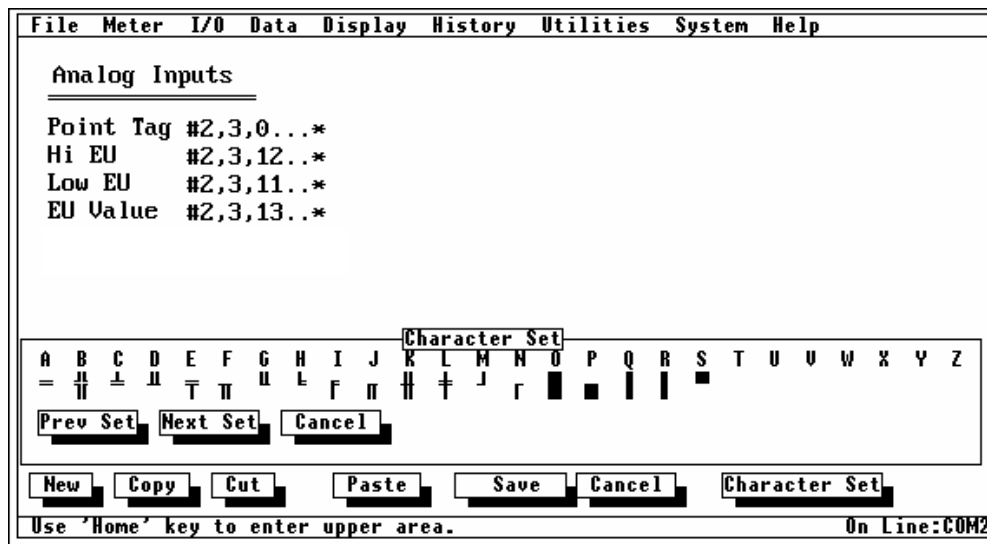 File Meter I/O Data Display History Utilities System Help
Analog Inputs
Point Tag #2,3,0...*
Hi EU #2,3,12..*
Low EU #2,3,11..*
EU Value #2,3,13..*
Character Set
A B C D E F G H I J K L M N O P Q R S T U V W X Y Z
═ ╬ ╧ ╨ ╤ ╥ ╙ ╘ ╒ ╓ ╫ ╪ ┘ ┌ █ ▄ ▌ ▐ ▀
Prev Set Next Set Cancel
New Copy Cut Paste Save Cancel Character Set
Use 'Home' key to enter upper area. On Line:COM2